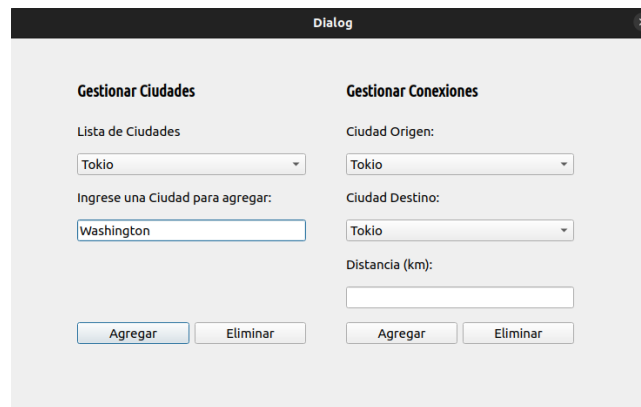 Dialog
Gestionar Ciudades
Lista de Ciudades
Tokio
Ingrese una Ciudad para agregar:
Washington
Agregar Eliminar
Gestionar Conexiones
Ciudad Origen:
Tokio
Ciudad Destino:
Tokio
Distancia (km):
Agregar Eliminar